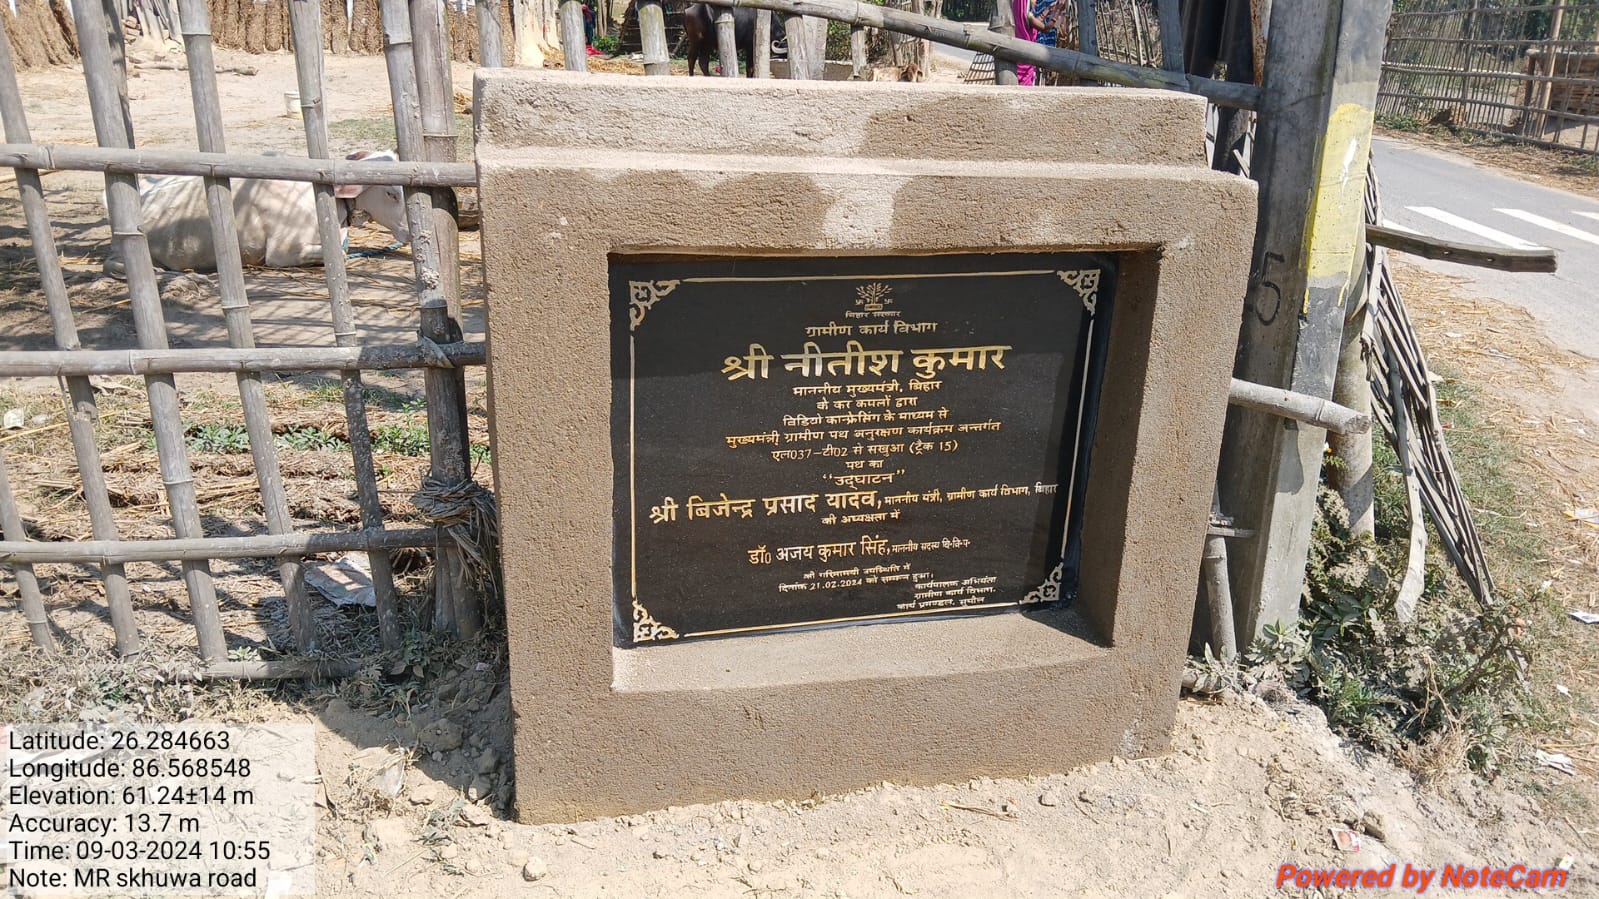 बिहार सरकार
ग्रामीण कार्य विभाग
श्री नीतीश कुमार
माननीय मुख्यमंत्री, बिहार
के कर कमलों द्वारा
विडियो कान्फ्रेसिंग के माध्यम से
मुख्यमंत्री ग्रामीण पथ अनुरक्षण कार्यक्रम अन्तर्गत
एल037-टी02 से सखुआ (ट्रैक 15)
पथ का
"उद्घाटन"
श्री बिजेन्द्र प्रसाद यादव, माननीय मंत्री, ग्रामीण कार्य विभाग, बिहार
की अध्यक्षता में
डॉ0 अजय कुमार सिंह, माननीय सदस्य वि॰वि॰प॰
की गरिमामयी उपस्थिति में
दिनांक 21.02.2024 को सम्पन्न हुआ।
कार्यपालक अभियंता
ग्रामीण कार्य विभाग,
कार्य प्रमण्डल, सुपौल
5
Latitude: 26.284663
Longitude: 86.568548
Elevation: 61.24±14 m
Accuracy: 13.7 m
Time: 09-03-2024 10:55
Note: MR skhuwa road
Powered by NoteCam